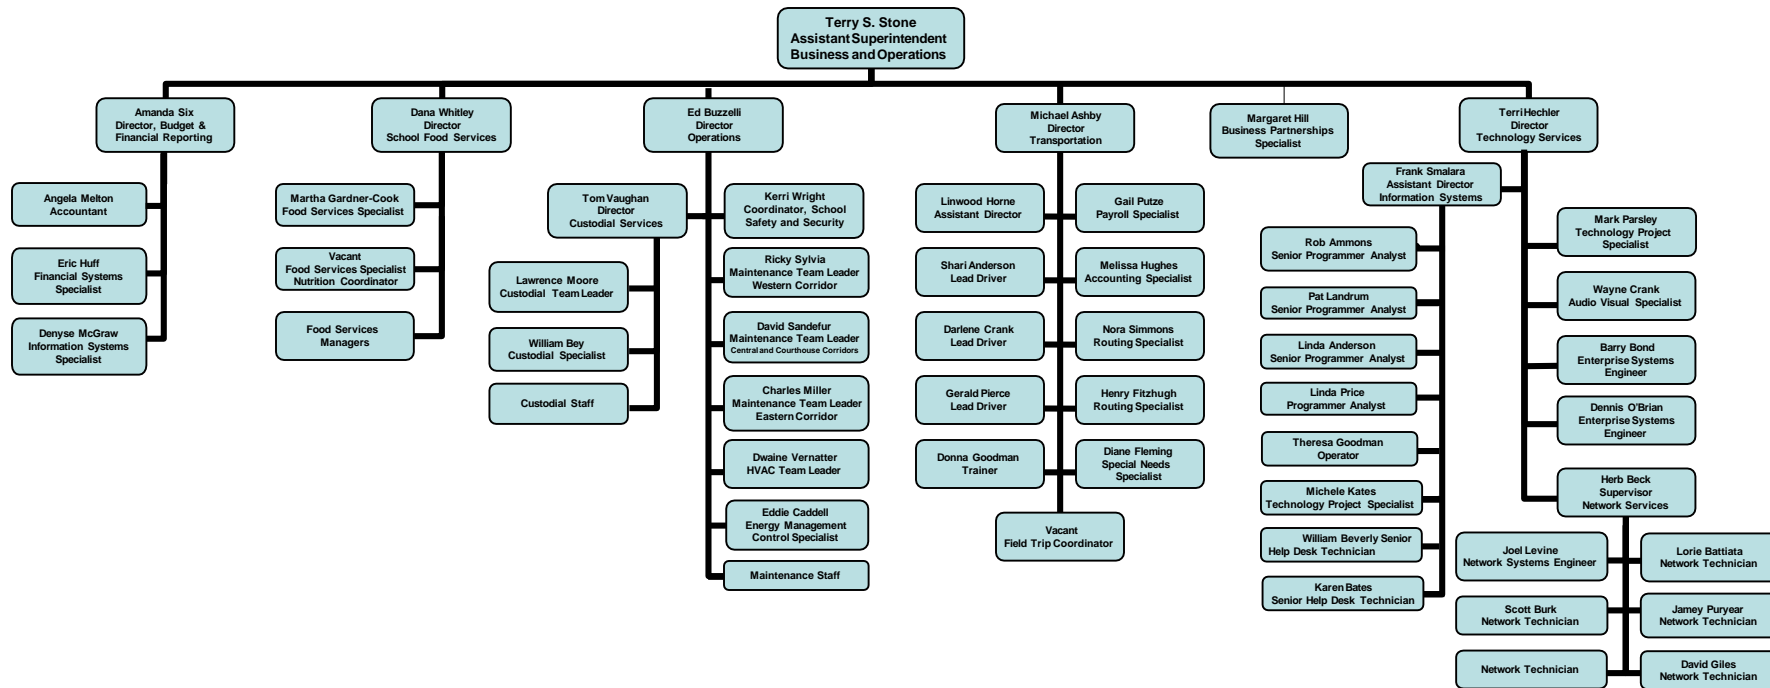 Terry S. Stone
Assistant Superintendent
Business and Operations
Amanda Six
Director, Budget &
Financial Reporting
Angela Melton
Accountant
Eric Huff
Financial Systems
Specialist
Denyse McGraw
Information Systems
Specialist
Dana Whitley
Director
School Food Services
Martha Gardner-Cook
Food Services Specialist
Vacant
Food Services Specialist
Nutrition Coordinator
Food Services
Managers
Ed Buzzelli
Director
Operations
Tom Vaughan
Director
Custodial Services
Lawrence Moore
Custodial Team Leader
William Bey
Custodial Specialist
Custodial Staff
Kerri Wright
Coordinator, School
Safety and Security
Ricky Sylvia
Maintenance Team Leader
Western Corridor
David Sandefur
Maintenance Team Leader
Central and Courthouse Corridors
Charles Miller
Maintenance Team Leader
Eastern Corridor
Dwaine Vernatter
HVAC Team Leader
Eddie Caddell
Energy Management
Control Specialist
Maintenance Staff
Michael Ashby
Director
Transportation
Linwood Horne
Assistant Director
Shari Anderson
Lead Driver
Darlene Crank
Lead Driver
Gerald Pierce
Lead Driver
Donna Goodman
Trainer
Gail Putze
Payroll Specialist
Melissa Hughes
Accounting Specialist
Nora Simmons
Routing Specialist
Henry Fitzhugh
Routing Specialist
Diane Fleming
Special Needs
Specialist
Vacant
Field Trip Coordinator
Margaret Hill
Business Partnerships
Specialist
Terri Hechler
Director
Technology Services
Frank Smalara
Assistant Director
Information Systems
Rob Ammons
Senior Programmer Analyst
Pat Landrum
Senior Programmer Analyst
Linda Anderson
Senior Programmer Analyst
Linda Price
Programmer Analyst
Theresa Goodman
Operator
Michele Kates
Technology Project Specialist
William Beverly Senior
Help Desk Technician
Karen Bates
Senior Help Desk Technician
Mark Parsley
Technology Project
Specialist
Wayne Crank
Audio Visual Specialist
Barry Bond
Enterprise Systems
Engineer
Dennis O'Brian
Enterprise Systems
Engineer
Herb Beck
Supervisor
Network Services
Joel Levine
Network Systems Engineer
Scott Burk
Network Technician
Network Technician
Lorie Battiata
Network Technician
Jamey Puryear
Network Technician
David Giles
Network Technician